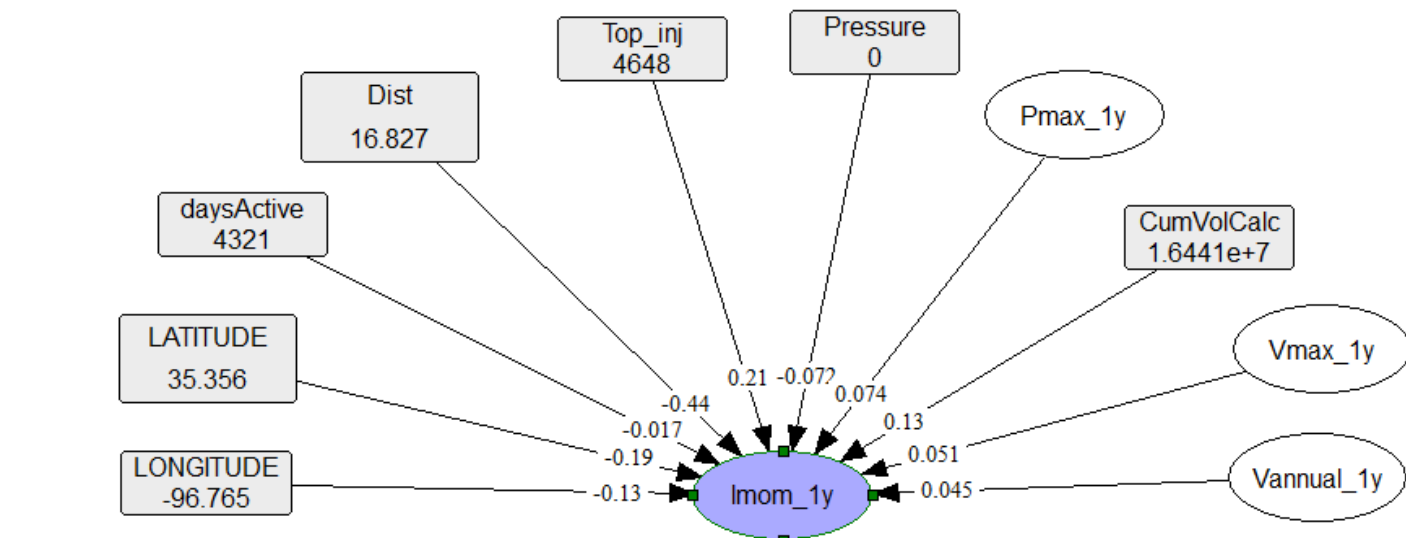 Top_inj
4648
Pressure
0
Dist
16.827
Pmax_1y
daysActive
4321
CumVolCalc
1.6441e+7
LATITUDE
35.356
Vmax_1y
LONGITUDE
-96.765
Vannual_1y
lmom_1y
0.21
-0.072
0.074
-0.44
0.13
-0.017
0.051
-0.19
0.045
-0.13